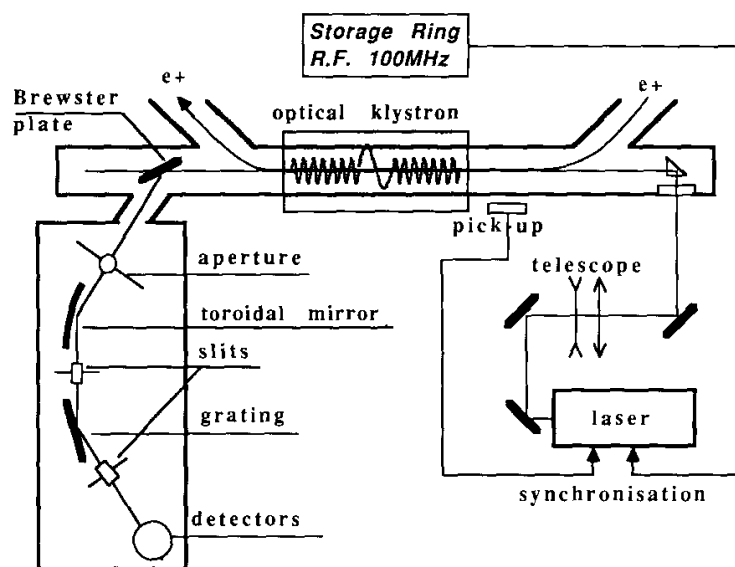 Storage Ring
R.F. 100MHz
e+
e+
Brewster
plate
optical klystron
pick-up
aperture
telescope
toroidal mirror
slits
grating
laser
synchronisation
detectors